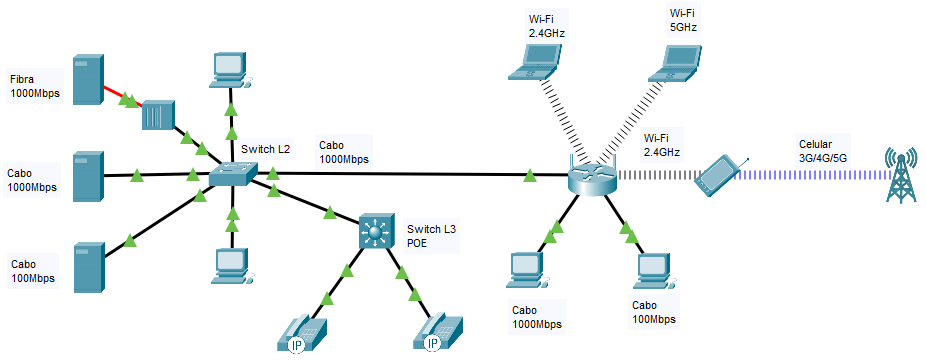 Wi-Fi
2.4GHz
Wi-Fi
5GHz
Fibra
1000Mbps
Switch L2
Cabo
1000Mbps
Wi-Fi
2.4GHz
Celular
3G/4G/5G
Cabo
1000Mbps
Switch L3
POE
Cabo
100Mbps
Cabo
1000Mbps
Cabo
100Mbps
IP
IP